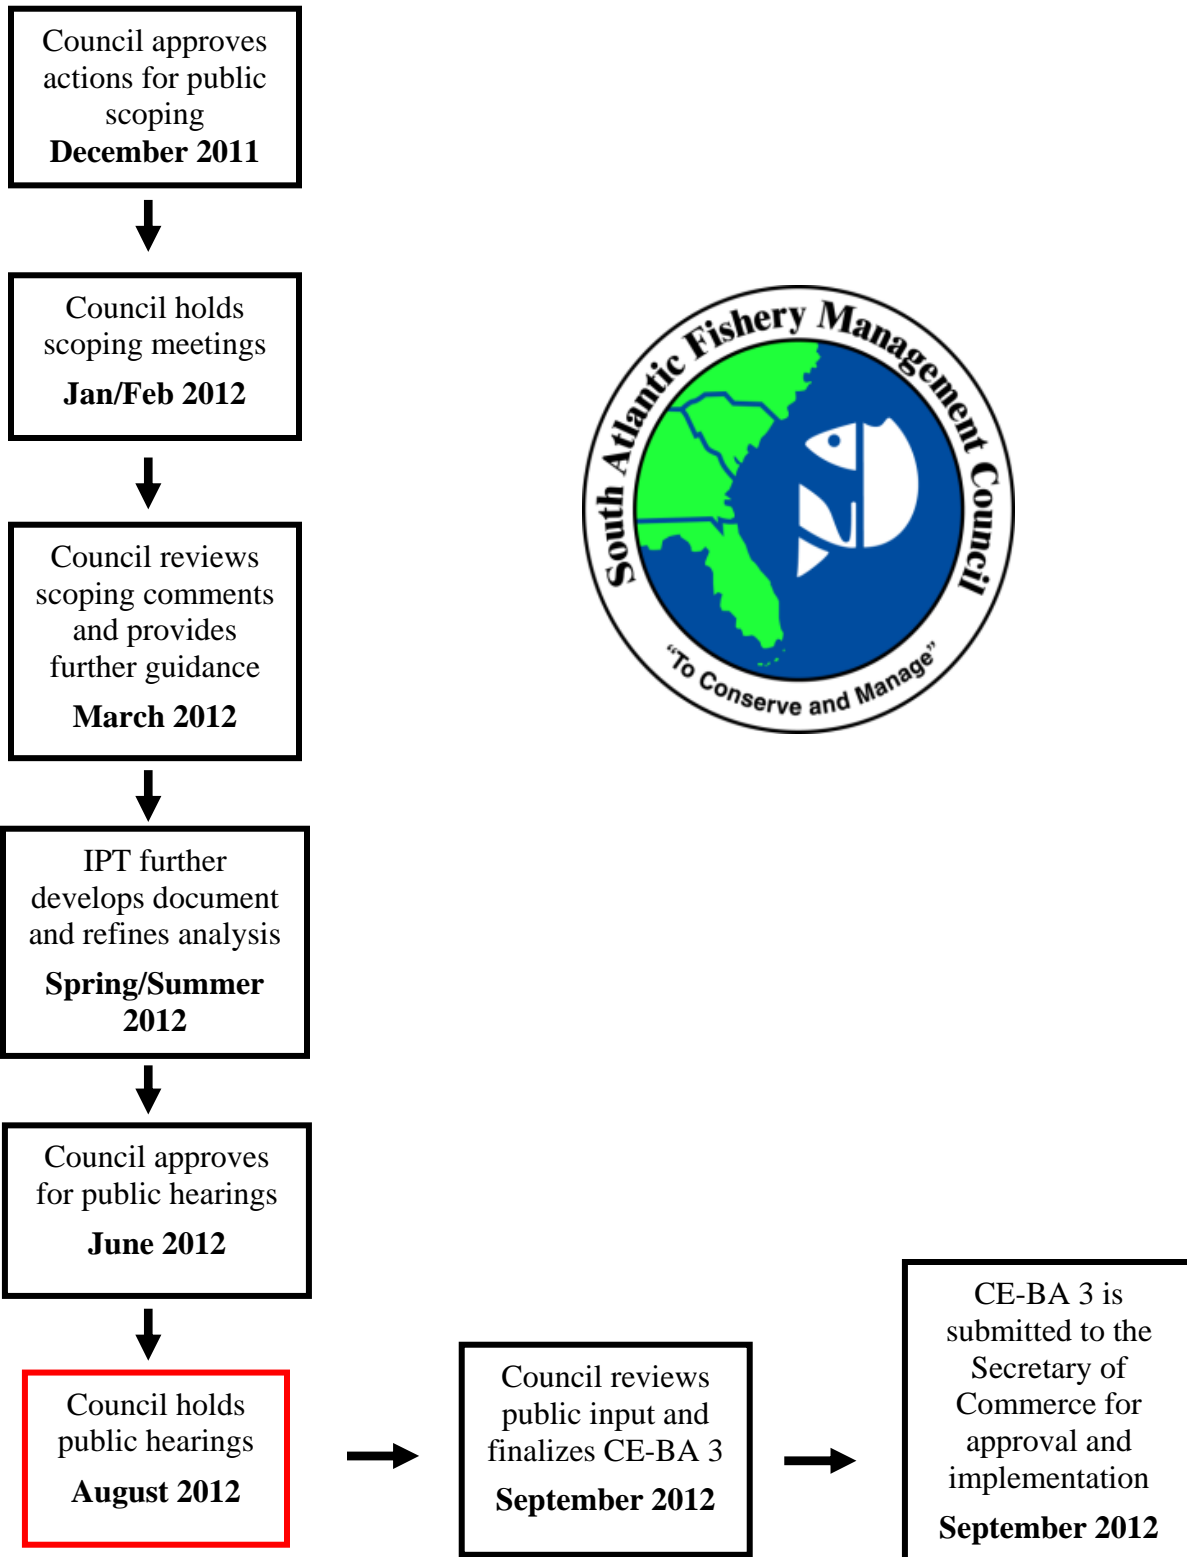 Council approves
actions for public
scoping
December 2011
Council holds
scoping meetings
Jan/Feb 2012
Council reviews
scoping comments
and provides
further guidance
March 2012
IPT further
develops document
and refines analysis
Spring/Summer
2012
Council approves
for public hearings
June 2012
Council holds
public hearings
August 2012
Council reviews
public input and
finalizes CE-BA 3
September 2012
CE-BA 3 is
submitted to the
Secretary of
Commerce for
approval and
implementation
September 2012
South Atlantic Fishery Management Council
“To Conserve and Manage”